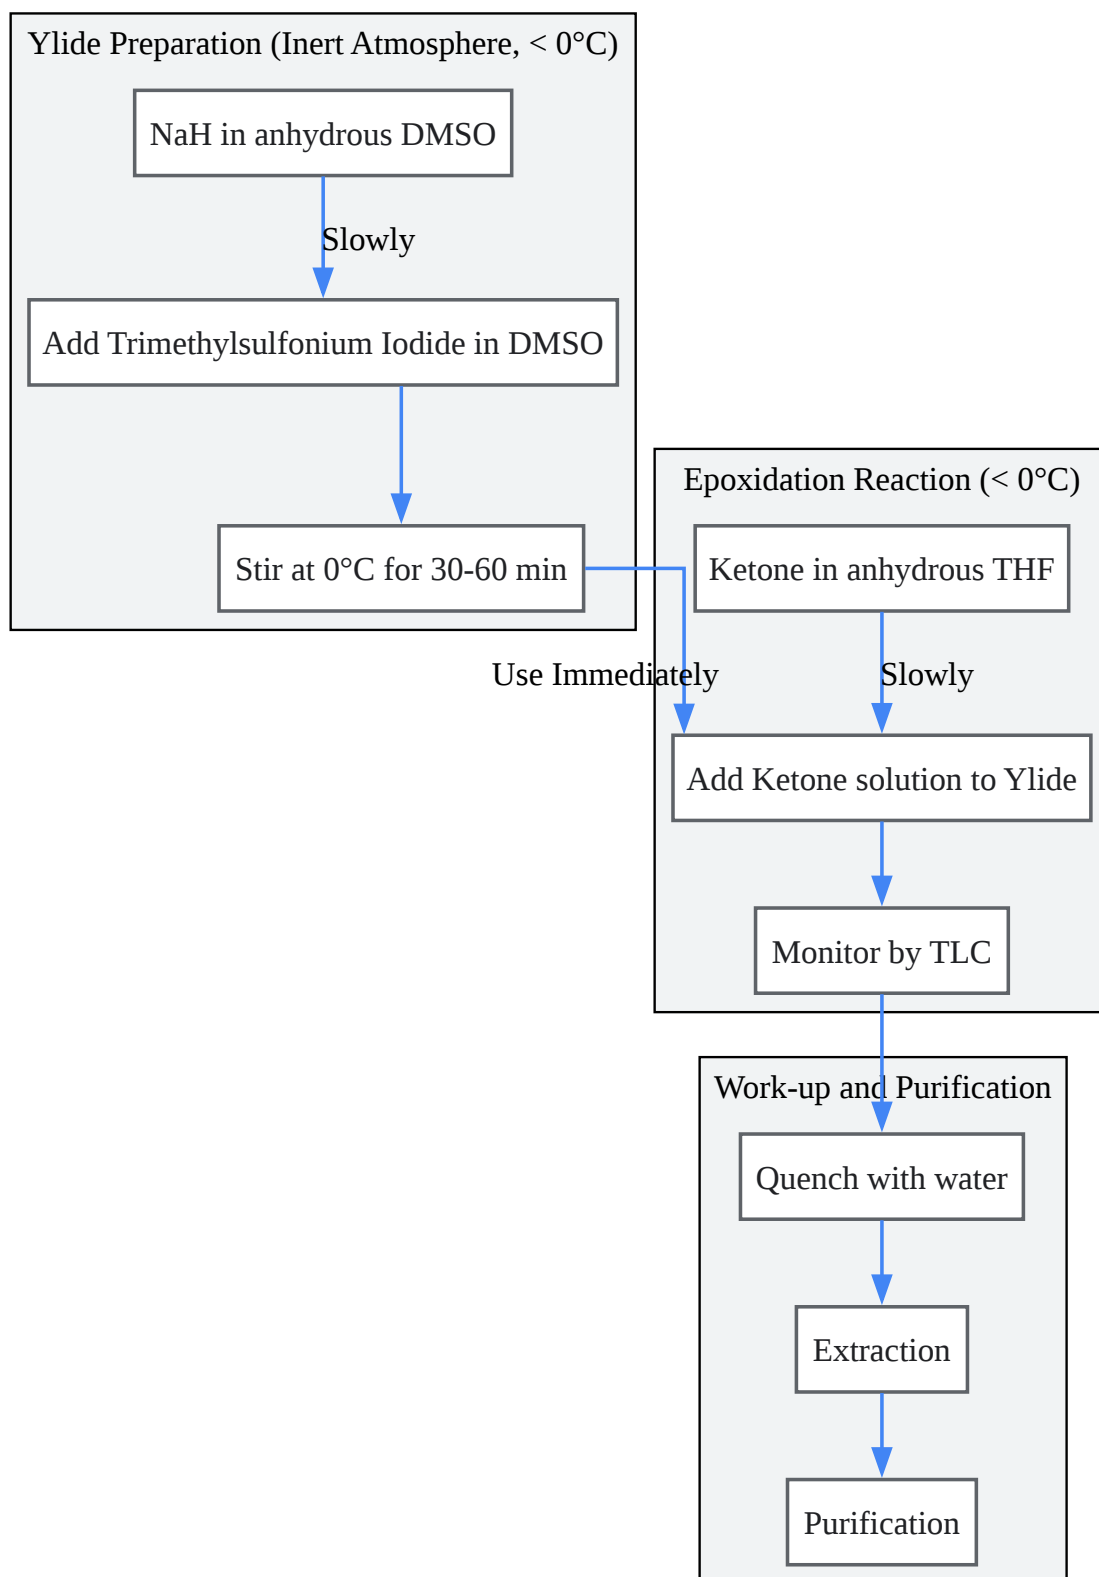 Ylide Preparation (Inert Atmosphere, < 0°C)
NaH in anhydrous DMSO
Slowly
Add Trimethylsulfonium Iodide in DMSO
Stir at 0°C for 30-60 min
Use Immediately
Epoxidation Reaction (< 0°C)
Ketone in anhydrous THF
Slowly
Add Ketone solution to Ylide
Monitor by TLC
Work-up and Purification
Quench with water
Extraction
Purification